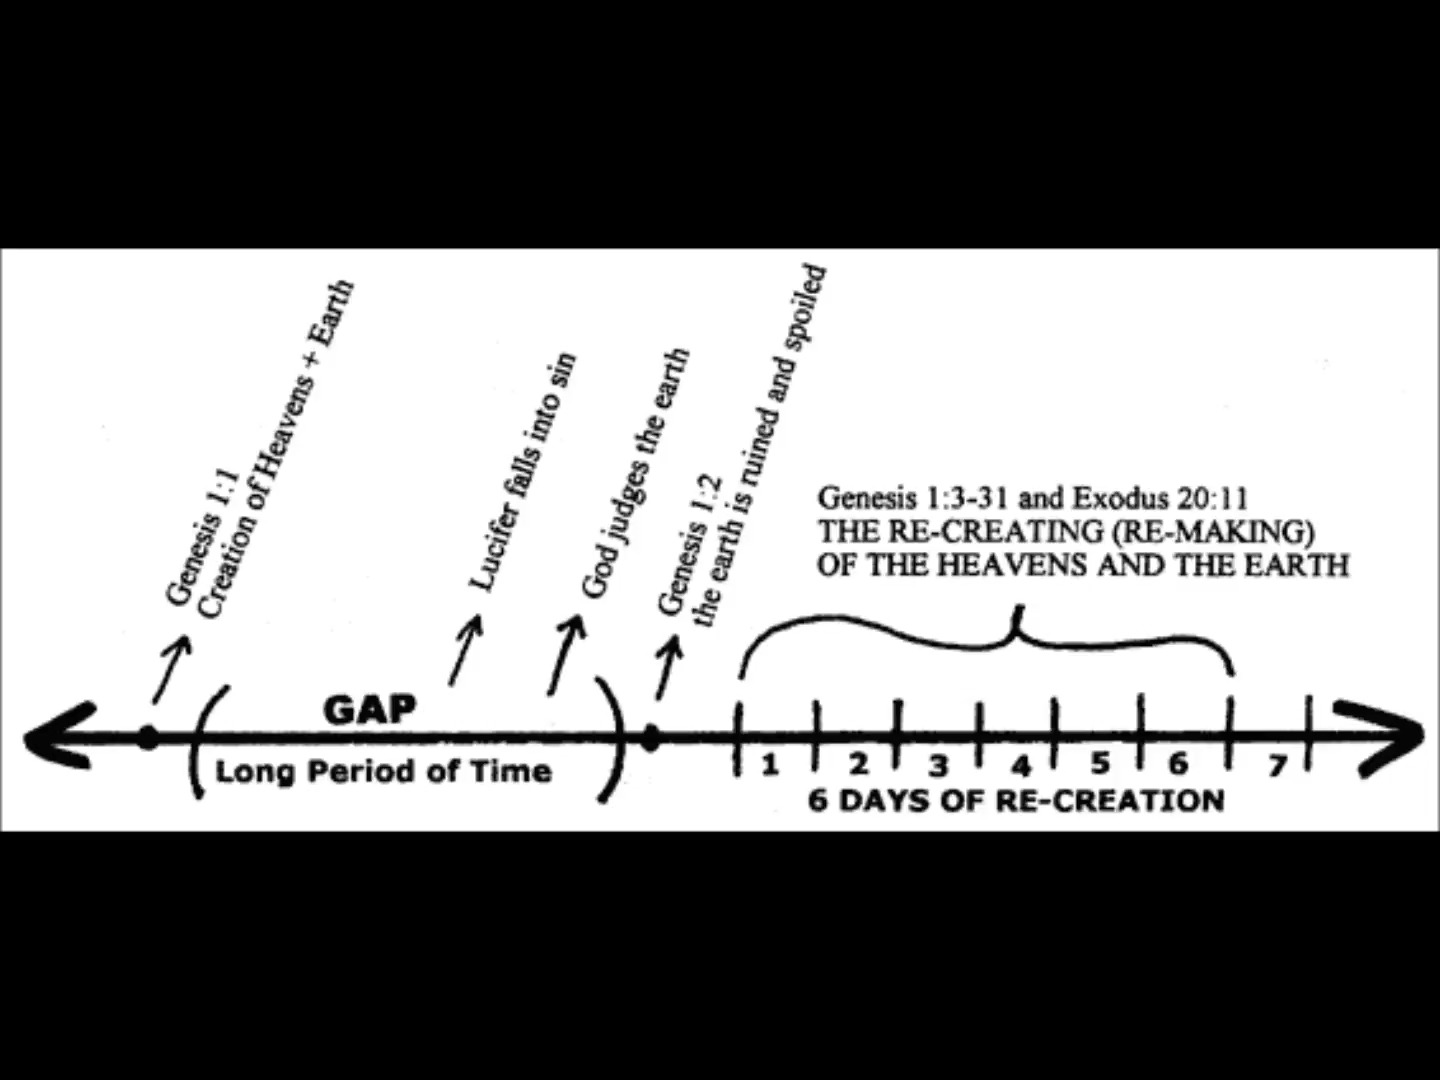 Genesis 1:1
Creation of Heavens + Earth
Lucifer falls into sin
God judges the earth
Genesis 1:2
the earth is ruined and spoiled
Genesis 1:3-31 and Exodus 20:11
THE RE-CREATING (RE-MAKING)
OF THE HEAVENS AND THE EARTH
GAP
Long Period of Time
1 2 3 4 5 6 7
6 DAYS OF RE-CREATION